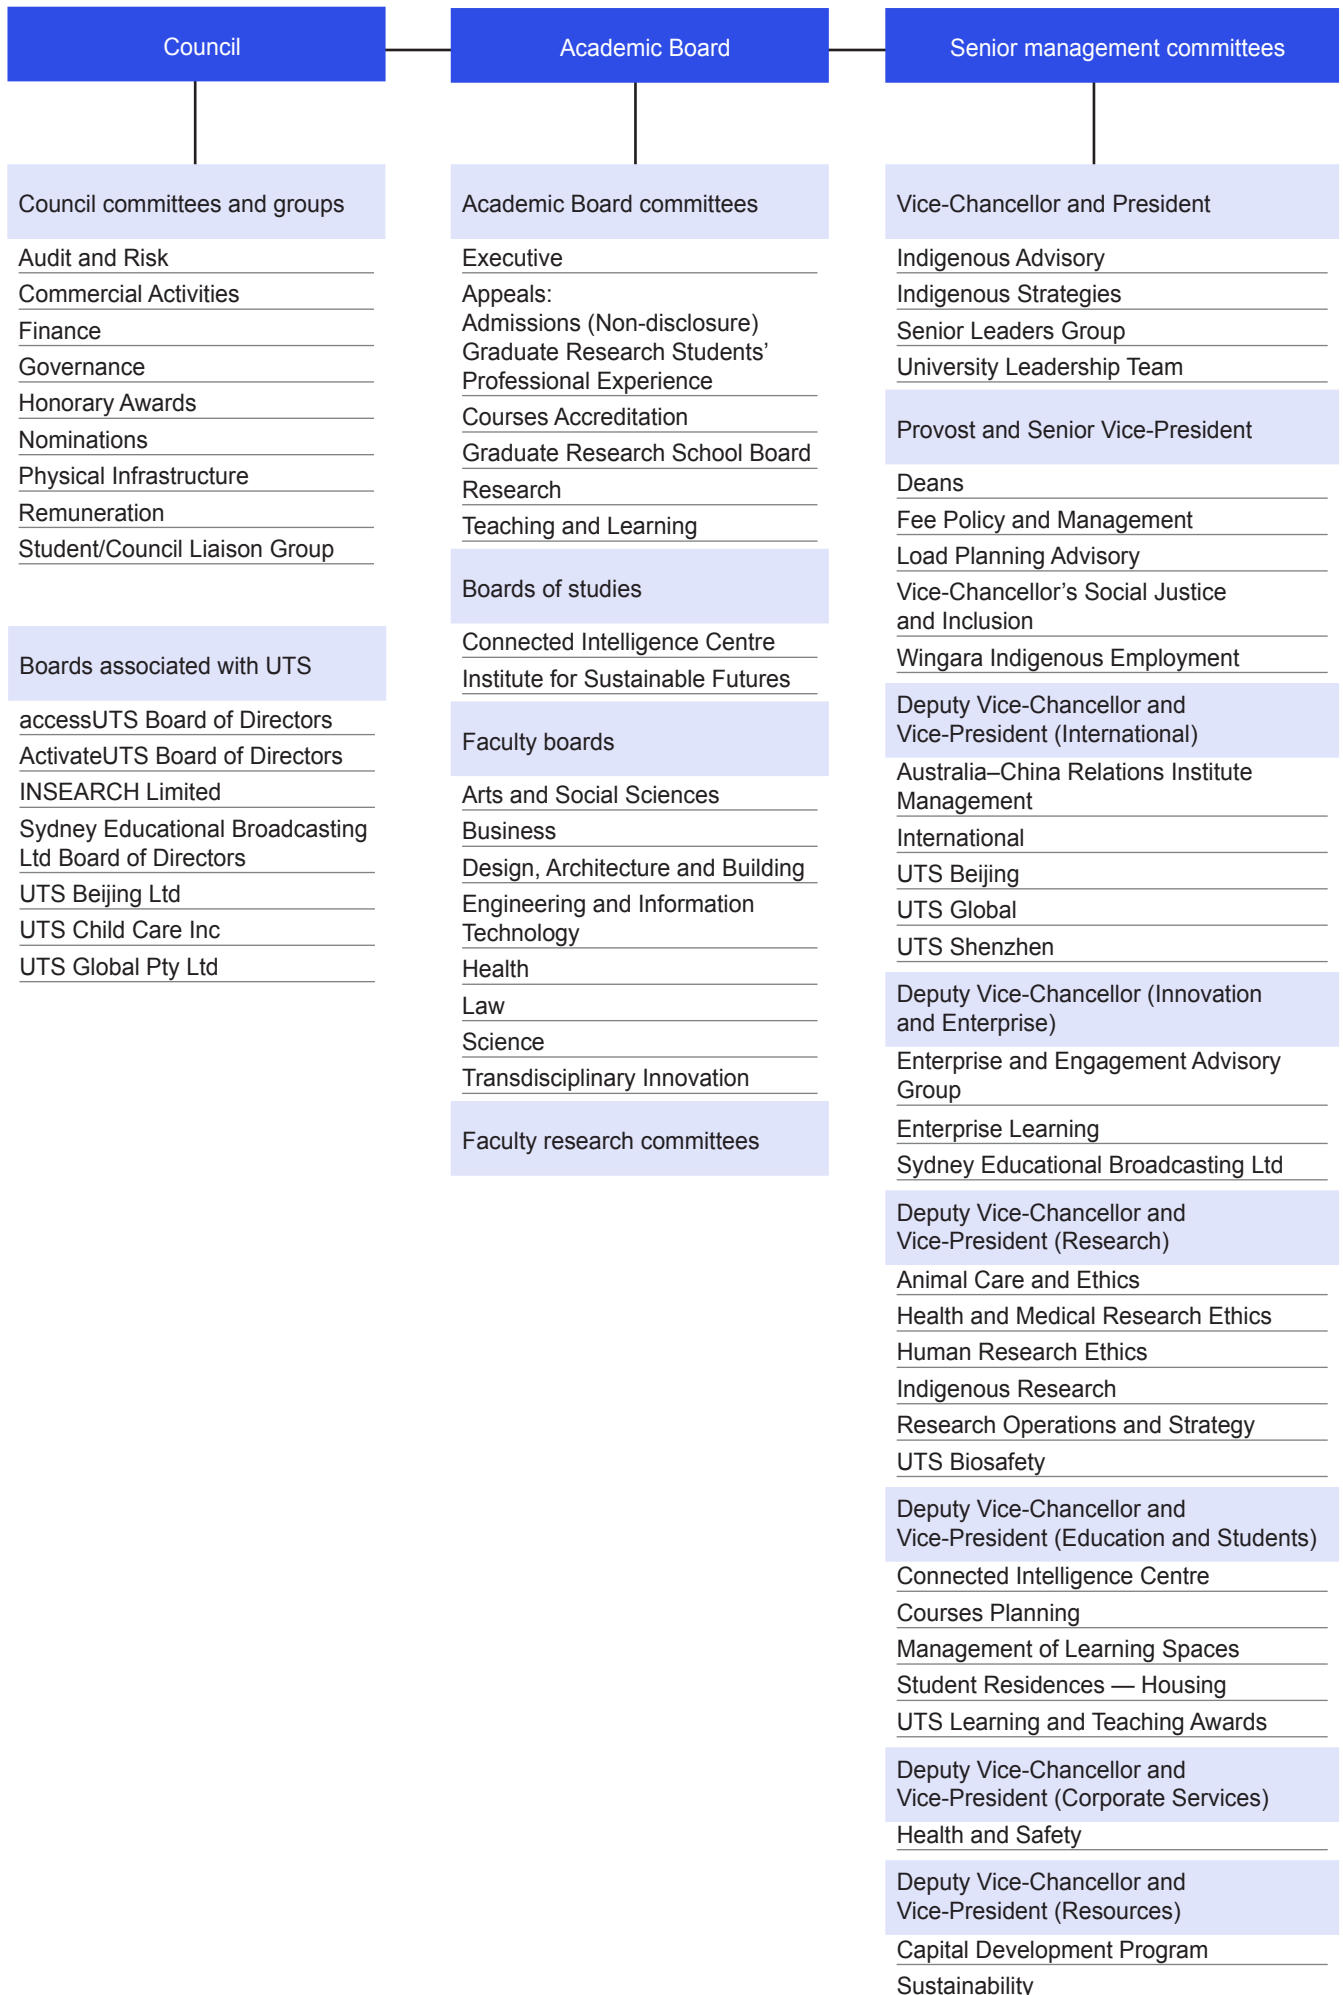 Council
Council committees and groups
Audit and Risk
Commercial Activities
Finance
Governance
Honorary Awards
Nominations
Physical Infrastructure
Remuneration
Student/Council Liaison Group
Boards associated with UTS
accessUTS Board of Directors
ActivateUTS Board of Directors
INSEARCH Limited
Sydney Educational Broadcasting
Ltd Board of Directors
UTS Beijing Ltd
UTS Child Care Inc
UTS Global Pty Ltd
Academic Board
Academic Board committees
Executive
Appeals:
Admissions (Non-disclosure)
Graduate Research Students’
Professional Experience
Courses Accreditation
Graduate Research School Board
Research
Teaching and Learning
Boards of studies
Connected Intelligence Centre
Institute for Sustainable Futures
Faculty boards
Arts and Social Sciences
Business
Design, Architecture and Building
Engineering and Information
Technology
Health
Law
Science
Transdisciplinary Innovation
Faculty research committees
Senior management committees
Vice-Chancellor and President
Indigenous Advisory
Indigenous Strategies
Senior Leaders Group
University Leadership Team
Provost and Senior Vice-President
Deans
Fee Policy and Management
Load Planning Advisory
Vice-Chancellor’s Social Justice
and Inclusion
Wingara Indigenous Employment
Deputy Vice-Chancellor and
Vice-President (International)
Australia–China Relations Institute
Management
International
UTS Beijing
UTS Global
UTS Shenzhen
Deputy Vice-Chancellor (Innovation
and Enterprise)
Enterprise and Engagement Advisory
Group
Enterprise Learning
Sydney Educational Broadcasting Ltd
Deputy Vice-Chancellor and
Vice-President (Research)
Animal Care and Ethics
Health and Medical Research Ethics
Human Research Ethics
Indigenous Research
Research Operations and Strategy
UTS Biosafety
Deputy Vice-Chancellor and
Vice-President (Education and Students)
Connected Intelligence Centre
Courses Planning
Management of Learning Spaces
Student Residences — Housing
UTS Learning and Teaching Awards
Deputy Vice-Chancellor and
Vice-President (Corporate Services)
Health and Safety
Deputy Vice-Chancellor and
Vice-President (Resources)
Capital Development Program
Sustainability